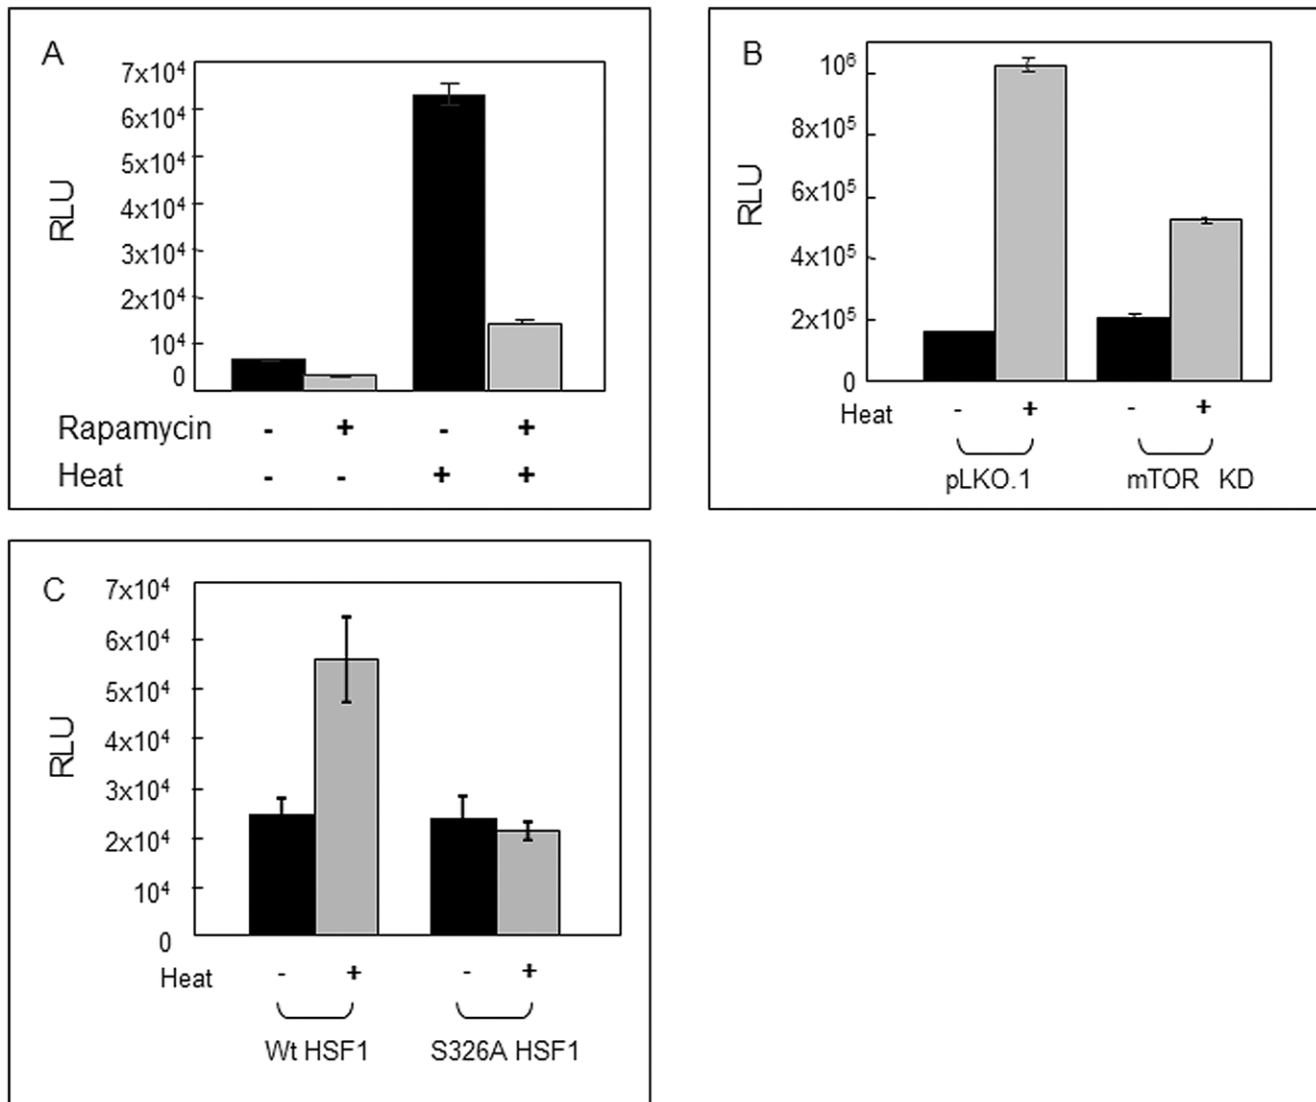 A
7x10⁴
6x10⁴
5x10⁴
4x10⁴
3x10⁴
2x10⁴
10⁴
0
RLU
Rapamycin - + - +
Heat - - + +
B
10⁶
8x10⁵
6x10⁵
4x10⁵
2x10⁵
0
RLU
Heat - + - +
pLKO.1 mTOR KD
C
7x10⁴
6x10⁴
5x10⁴
4x10⁴
3x10⁴
2x10⁴
10⁴
0
RLU
Heat - + - +
Wt HSF1 S326A HSF1